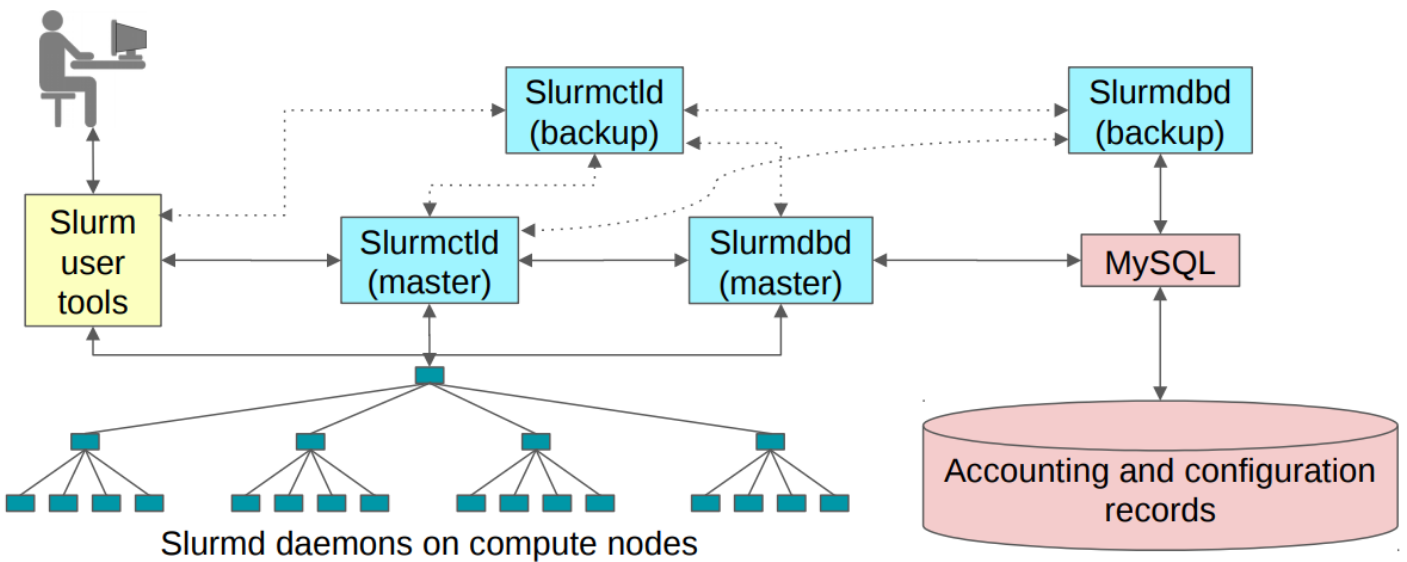 Slurmctld
(backup)
Slurmdbd
(backup)
Slurm
user
tools
Slurmctld
(master)
Slurmdbd
(master)
MySQL
Accounting and configuration
records
Slurmd daemons on compute nodes